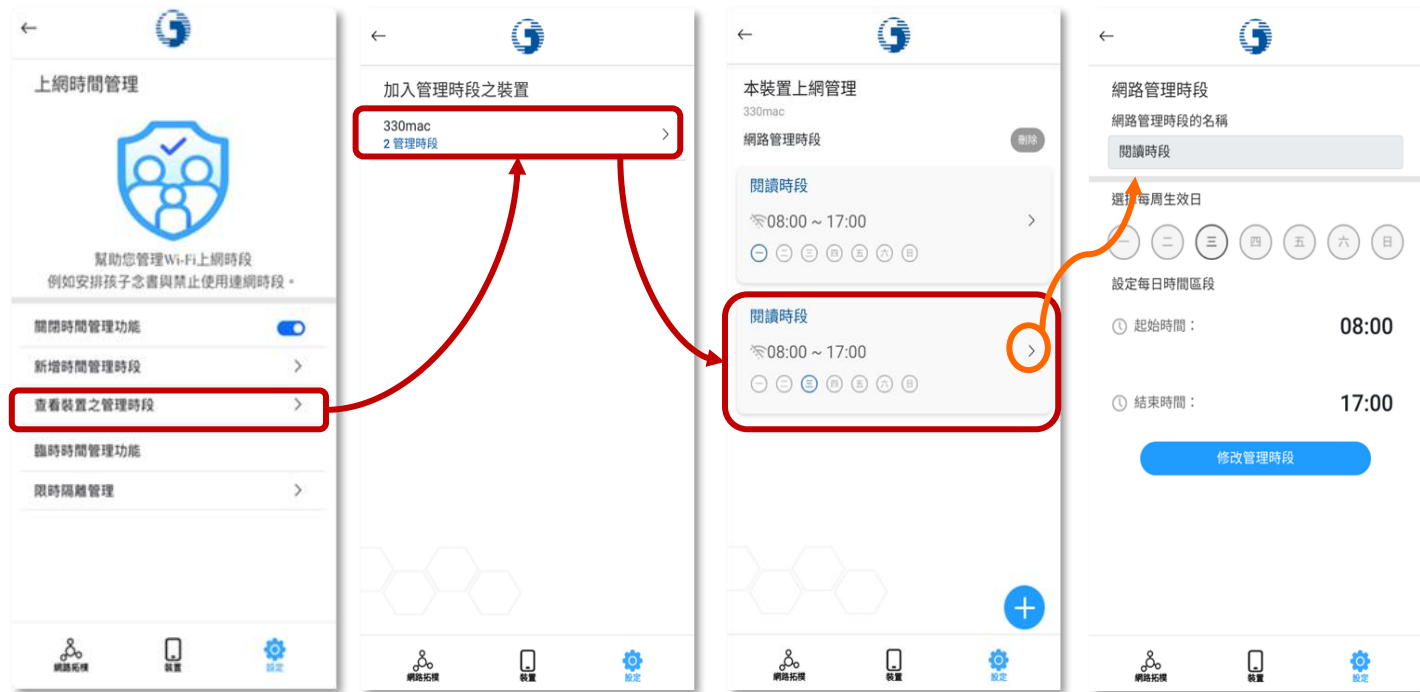 上網時間管理
幫助您管理Wi-Fi上網時段
例如安排孩子念書與禁止使用連網時段。
關閉時間管理功能
新增時間管理時段
查看裝置之管理時段
臨時時間管理功能
限時隔離管理
網路拓樸
裝置
設定
加入管理時段之裝置
330mac
2 管理時段
網路拓樸
裝置
設定
本裝置上網管理
330mac
網路管理時段
刪除
閱讀時段
08:00 ~ 17:00
一 二 三 四 五 六 日
閱讀時段
08:00 ~ 17:00
一 二 三 四 五 六 日
網路拓樸
裝置
設定
網路管理時段
網路管理時段的名稱
閱讀時段
選擇每周生效日
一 二 三 四 五 六 日
設定每日時間區段
起始時間：
08:00
結束時間：
17:00
修改管理時段
網路拓樸
裝置
設定